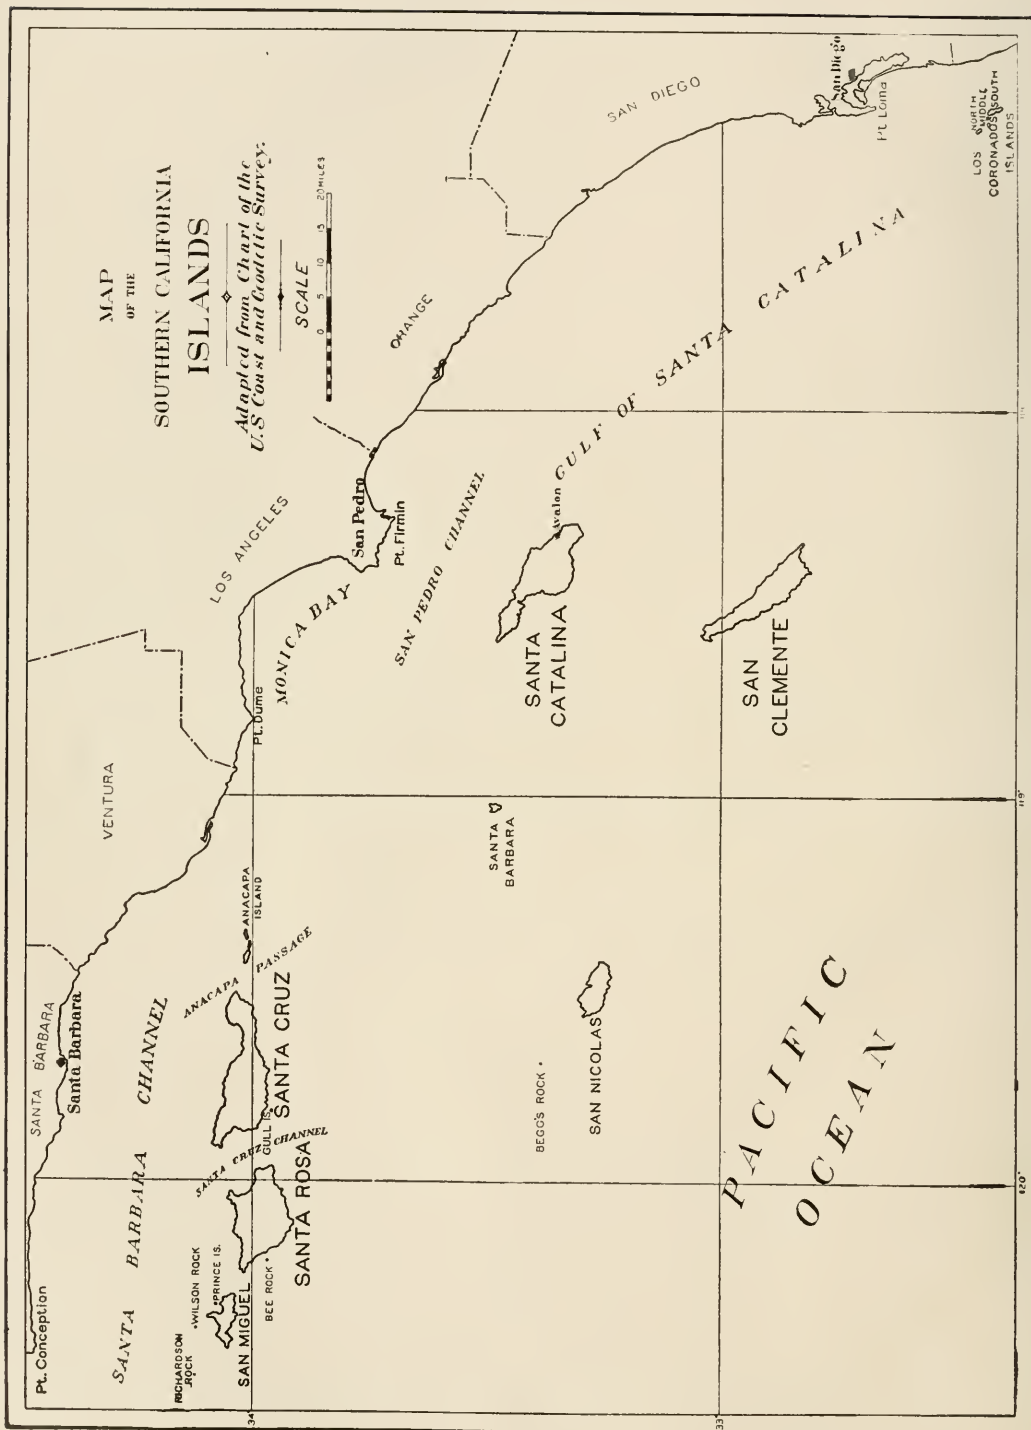 MAP
OF THE
SOUTHERN CALIFORNIA
ISLANDS
Adapted from Chart of the
U.S Coast and Geodetic Survey.
SCALE
0 5 10 15 20 MILES
Pt. Conception
SANTA BARBARA
Santa Barbara
VENTURA
LOS ANGELES
ORANGE
SAN DIEGO
SANTA BARBARA CHANNEL
RICHARDSON
ROCK
WILSON ROCK
PRINCE IS.
SAN MIGUEL
BEE ROCK
SANTA ROSA
SANTA CRUZ CHANNEL
GULL IS.
SANTA CRUZ
ANACAPA PASSAGE
ANACAPA
ISLAND
Pt. Dume
MONICA BAY
San Pedro
Pt. Firmin
SAN PEDRO CHANNEL
Avalon
GULF OF SANTA CATALINA
SANTA
CATALINA
SAN
CLEMENTE
SANTA
BARBARA
BEGG'S ROCK
SAN NICOLAS
PACIFIC
OCEAN
San Diego
Pt Loma
LOS
CORONADOS
ISLANDS
NORTH
MIDDLE
SOUTH
34°
33°
120°
119°